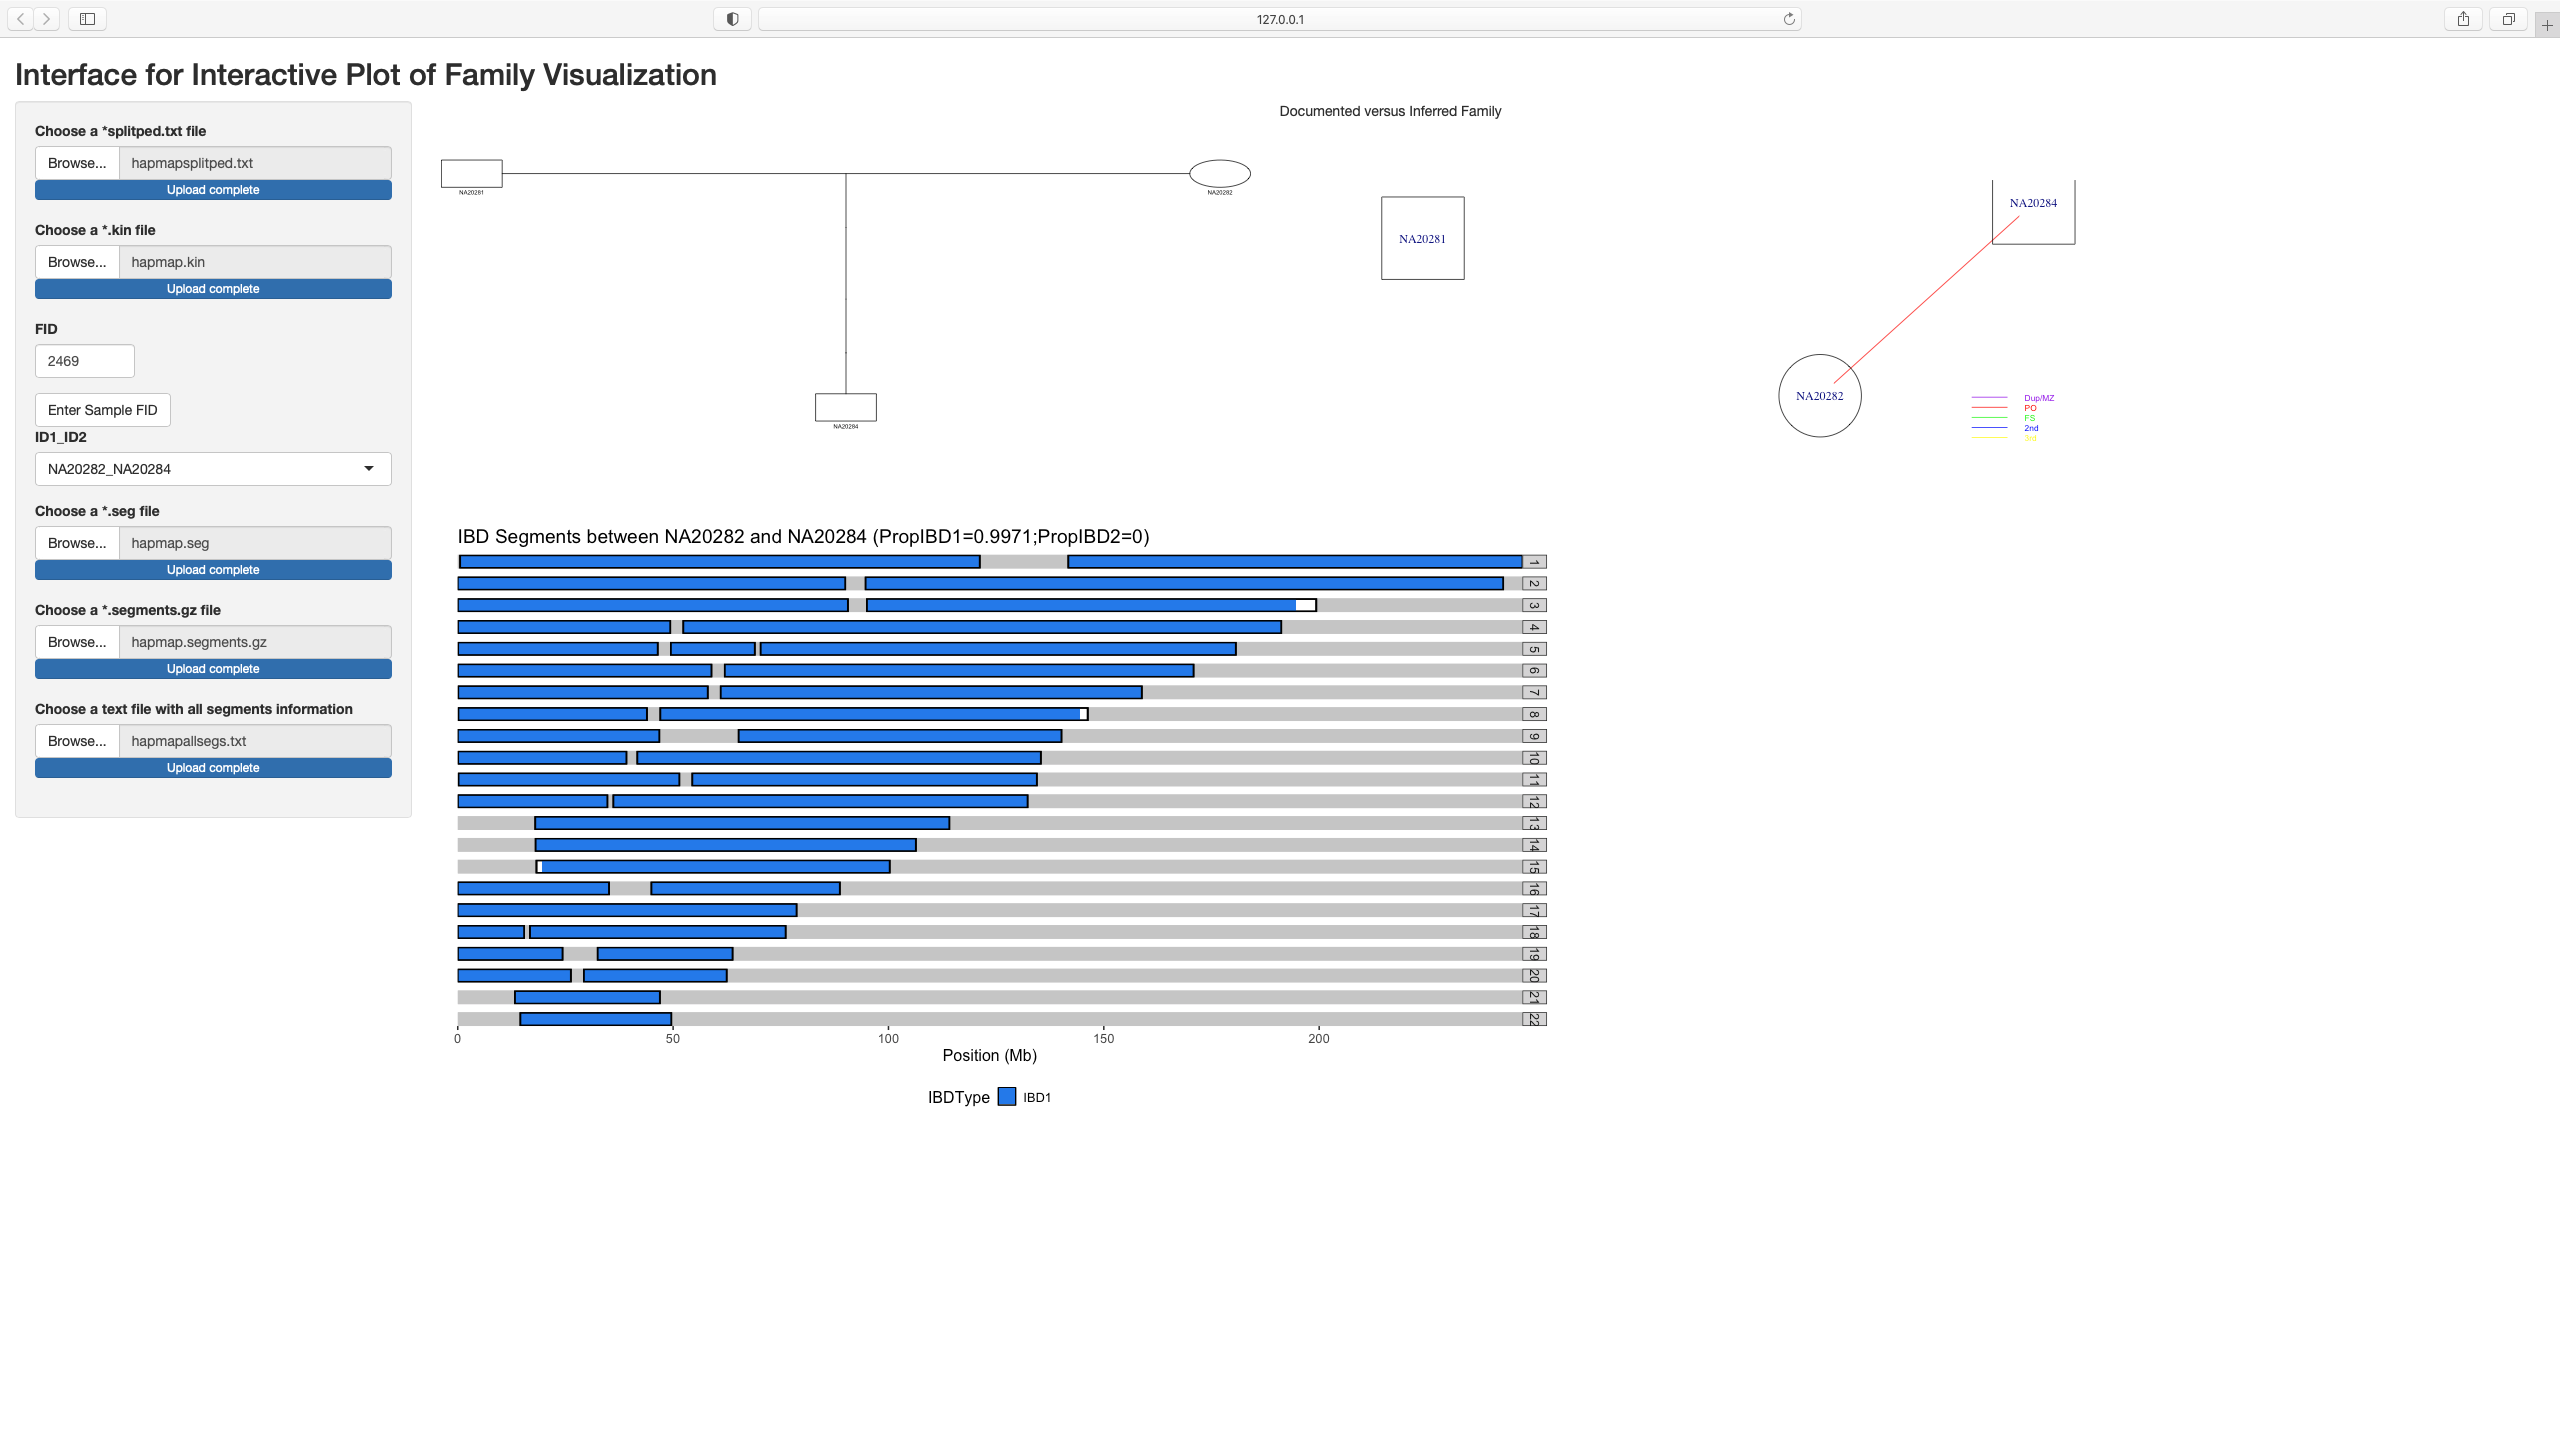 127.0.0.1
Interface for Interactive Plot of Family Visualization
Choose a *splitped.txt file
Browse... hapmapsplitped.txt
Upload complete
Choose a *.kin file
Browse... hapmap.kin
Upload complete
FID
2469
Enter Sample FID
ID1_ID2
NA20282_NA20284
Choose a *.seg file
Browse... hapmap.seg
Upload complete
Choose a *.segments.gz file
Browse... hapmap.segments.gz
Upload complete
Choose a text file with all segments information
Browse... hapmapallsegs.txt
Upload complete
Documented versus Inferred Family
NA20281
NA20282
NA20284
NA20281
NA20284
NA20282
Dup/MZ
PO
FS
2nd
3rd
IBD Segments between NA20282 and NA20284 (PropIBD1=0.9971;PropIBD2=0)
1
2
3
4
5
6
7
8
9
10
11
12
13
14
15
16
17
18
19
20
21
22
0 50 100 150 200
Position (Mb)
IBDType IBD1